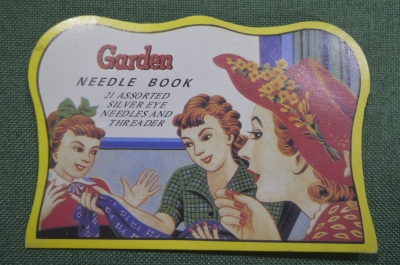 Garden
NEEDLE BOOK
21 ASSORTED
SILVER EYE
NEEDLES AND
THREADER